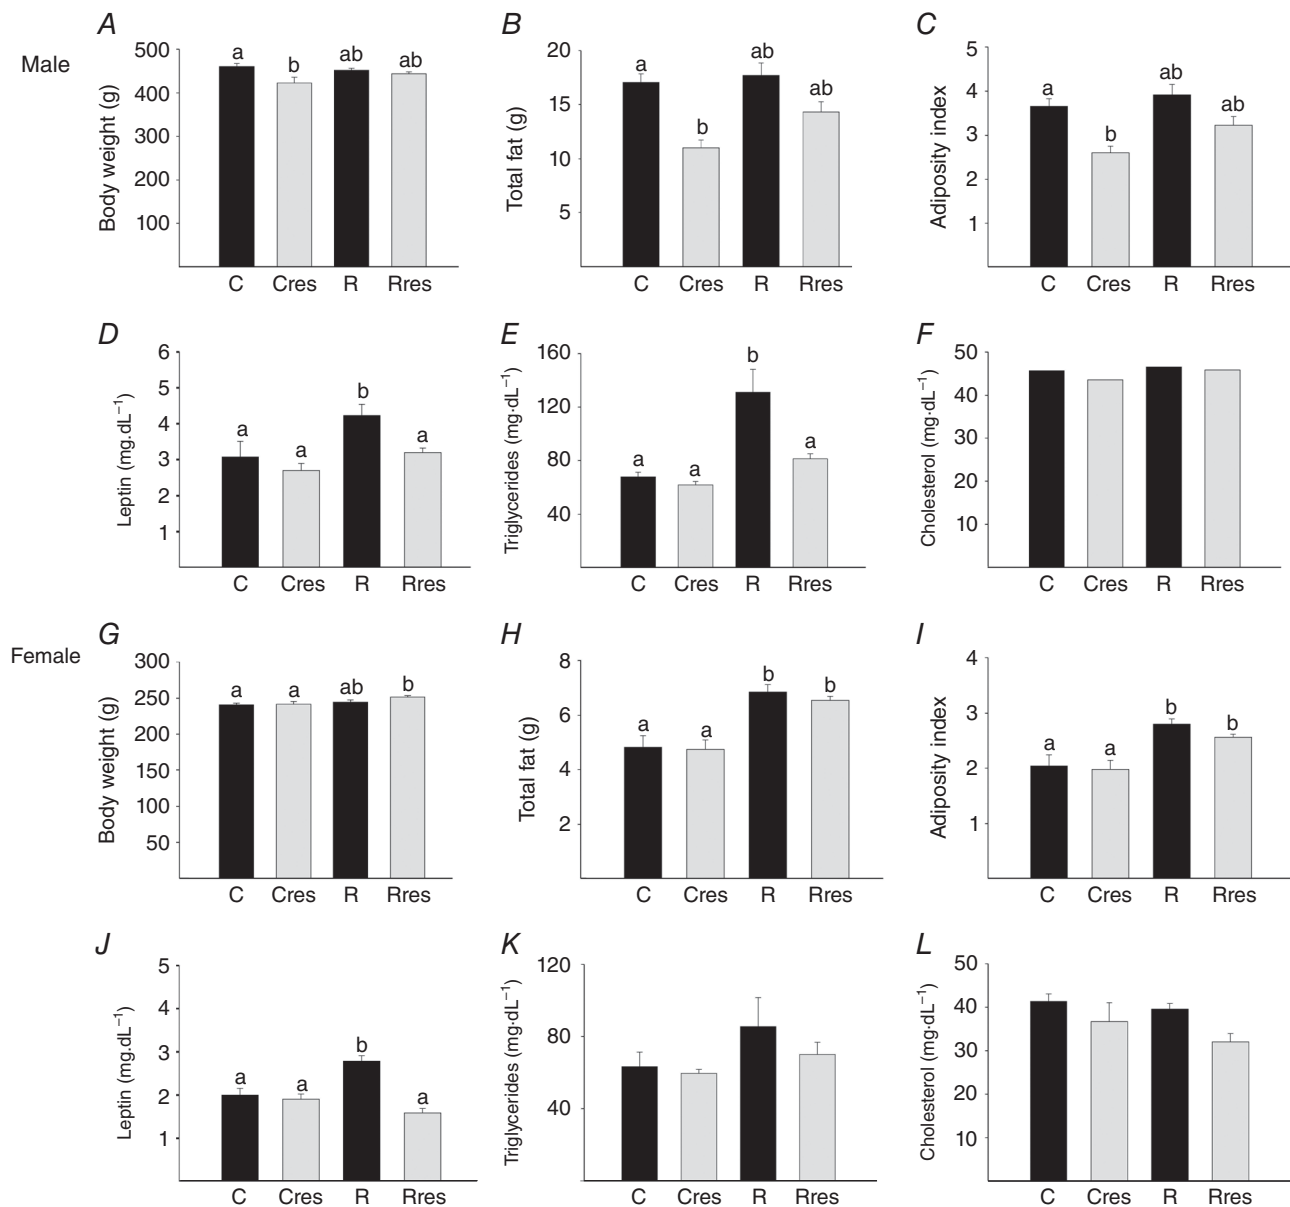 Male
A
Body weight (g)
500
400
300
200
100
a
b
ab
ab
C Cres R Rres
B
Total fat (g)
20
15
10
5
a
b
ab
ab
C Cres R Rres
C
Adiposity index
5
4
3
2
1
a
b
ab
ab
C Cres R Rres
D
Leptin (mg.dL⁻¹)
6
5
4
3
2
1
a
a
b
a
C Cres R Rres
E
Triglycerides (mg·dL⁻¹)
160
120
80
40
a
a
b
a
C Cres R Rres
F
Cholesterol (mg·dL⁻¹)
50
40
30
20
10
C Cres R Rres
Female
G
Body weight (g)
300
250
200
150
100
50
a
a
ab
b
C Cres R Rres
H
Total fat (g)
8
6
4
2
a
a
b
b
C Cres R Rres
I
Adiposity index
4
3
2
1
a
a
b
b
C Cres R Rres
J
Leptin (mg.dL⁻¹)
5
4
3
2
1
a
a
b
a
C Cres R Rres
K
Triglycerides (mg·dL⁻¹)
120
80
40
C Cres R Rres
L
Cholesterol (mg·dL⁻¹)
50
40
30
20
10
C Cres R Rres